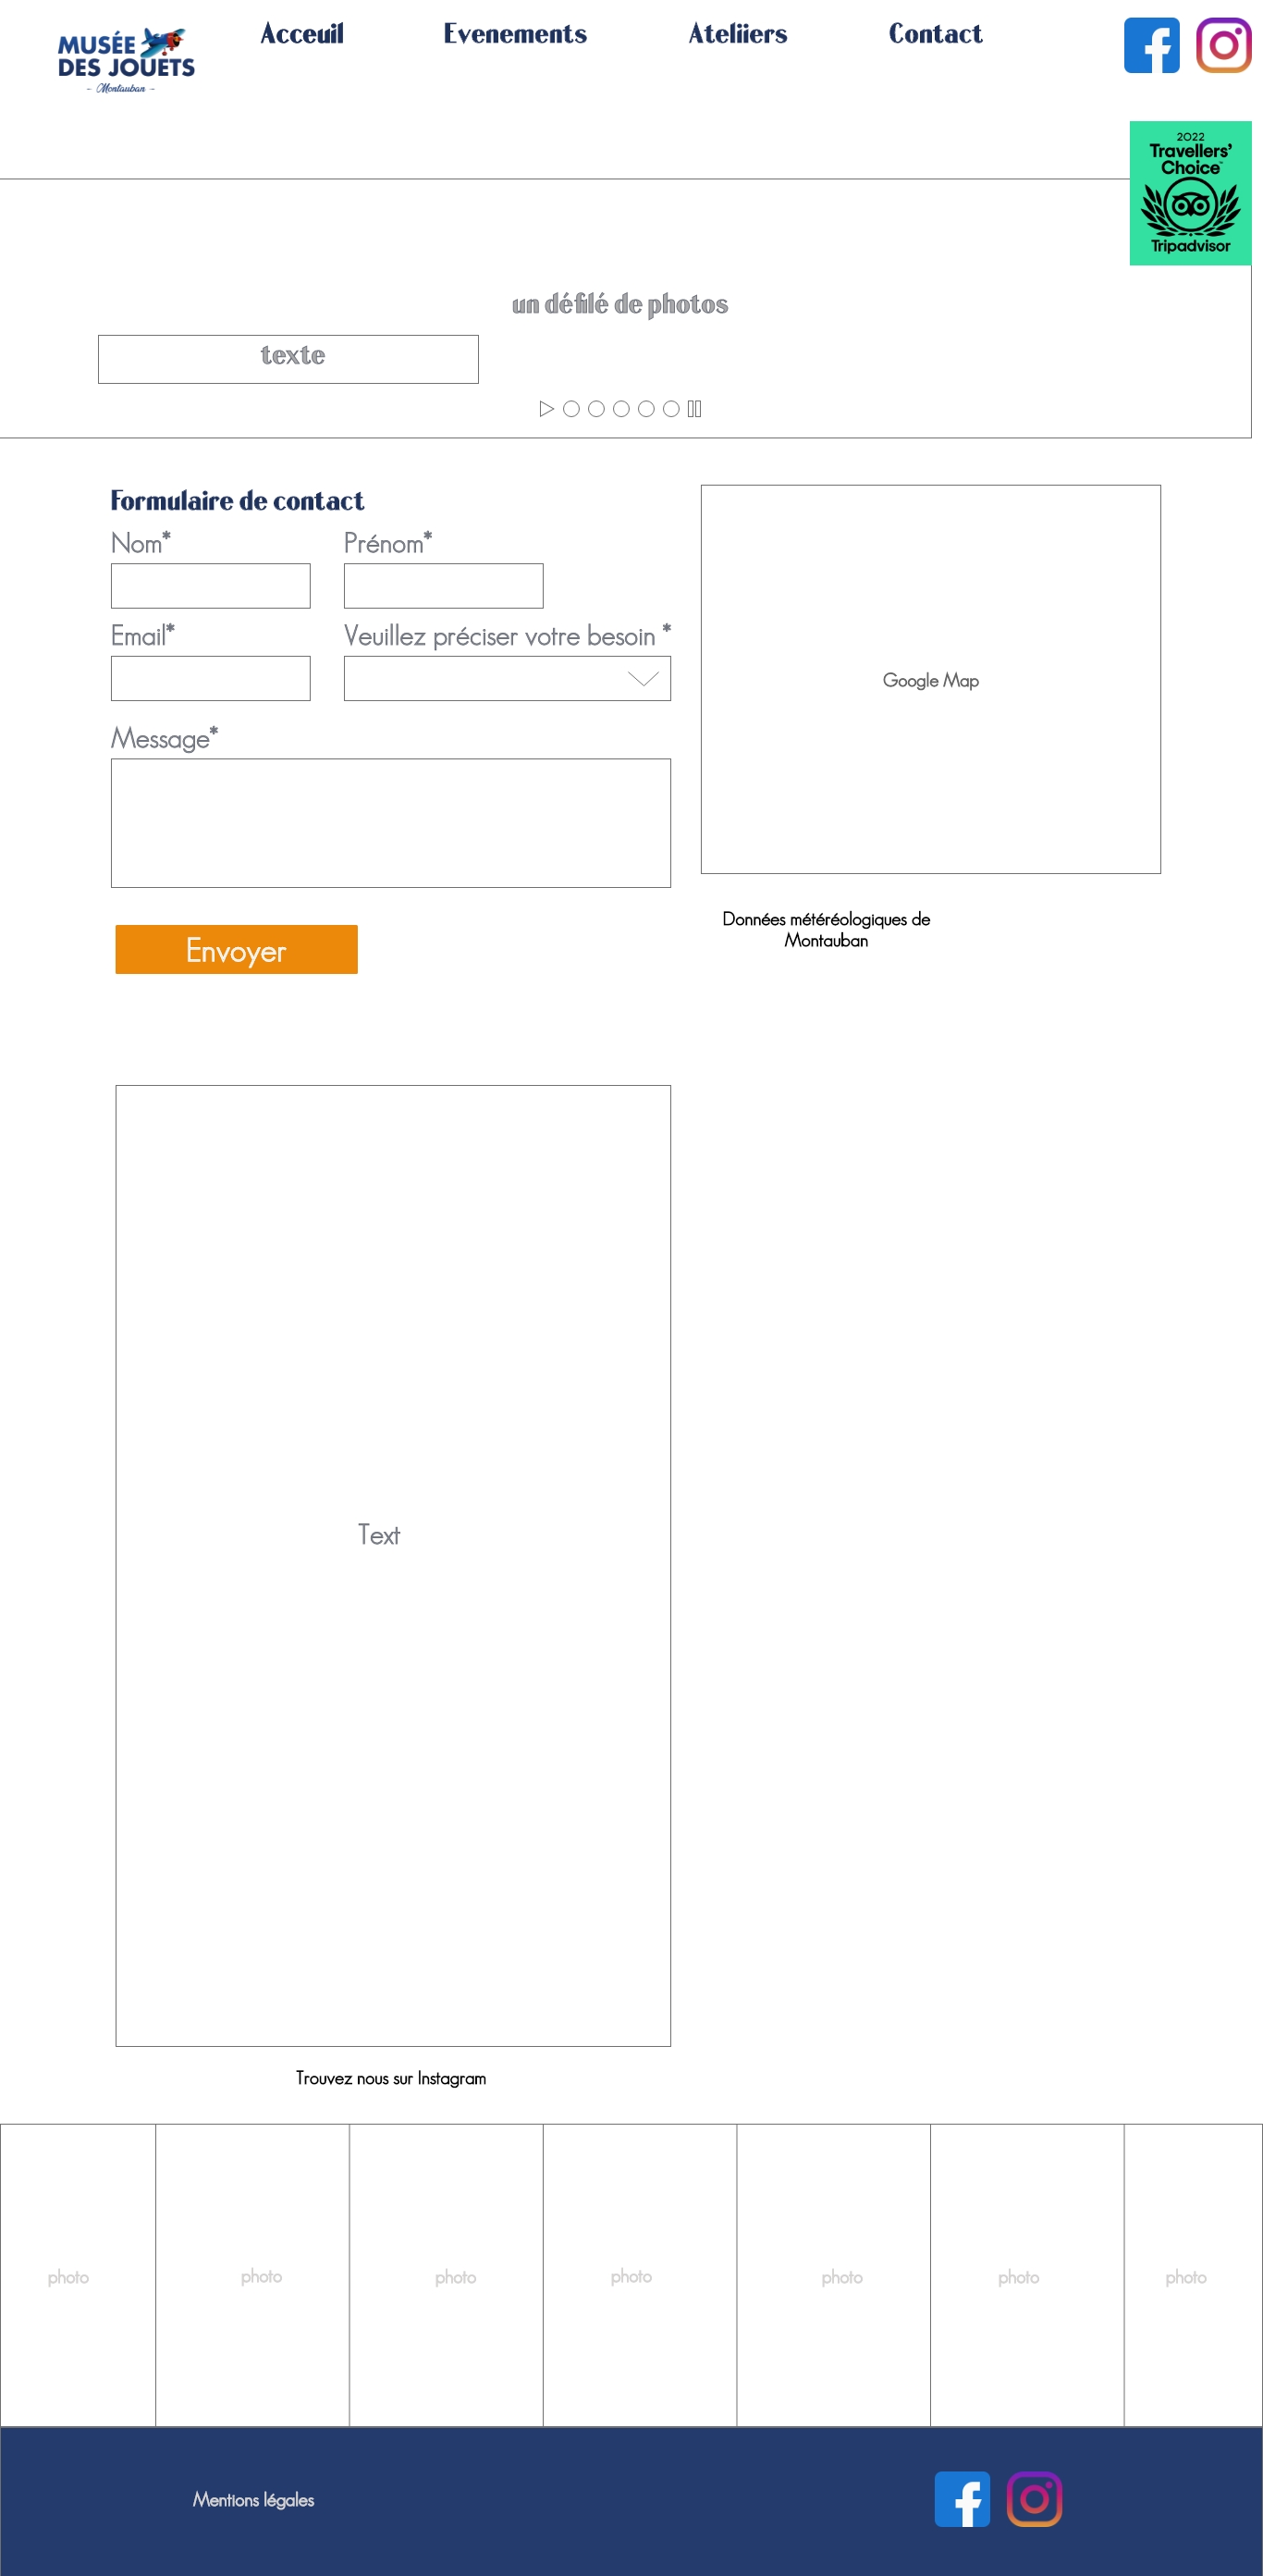 MUSÉE
DES JOUETS
- Montauban -
Acceuil
Evenements
Ateliiers
Contact
2022
Travellers'
Choice™
Tripadvisor
un défilé de photos
texte
Formulaire de contact
Nom*
Prénom*
Email*
Veuillez préciser votre besoin *
Message*
Envoyer
Google Map
Données météréologiques de
Montauban
Text
Trouvez nous sur Instagram
photo
photo
photo
photo
photo
photo
photo
Mentions légales